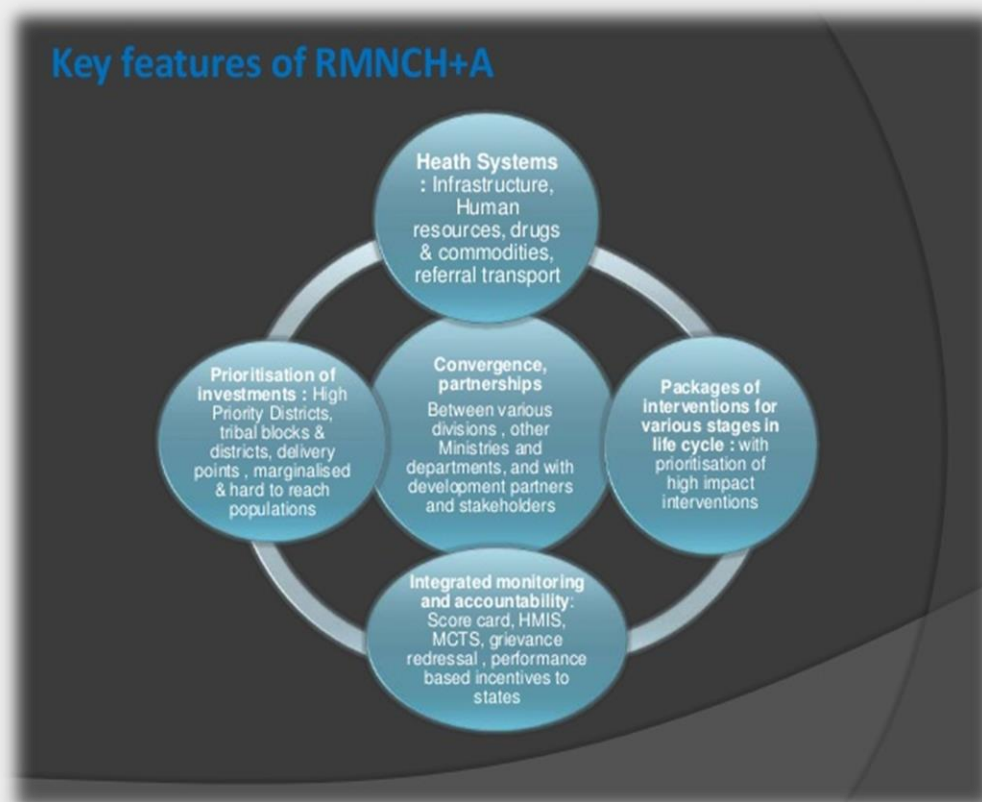 Key features of RMNCH+A
Heath Systems
: Infrastructure,
Human
resources, drugs
& commodities,
referral transport
Prioritisation of
investments : High
Priority Districts,
tribal blocks &
districts, delivery
points , marginalised
& hard to reach
populations
Convergence,
partnerships
Between various
divisions , other
Ministries and
departments, and with
development partners
and stakeholders
Packages of
interventions for
various stages in
life cycle : with
prioritisation of
high impact
interventions
Integrated monitoring
and accountability:
Score card, HMIS,
MCTS, grievance
redressal , performance
based incentives to
states